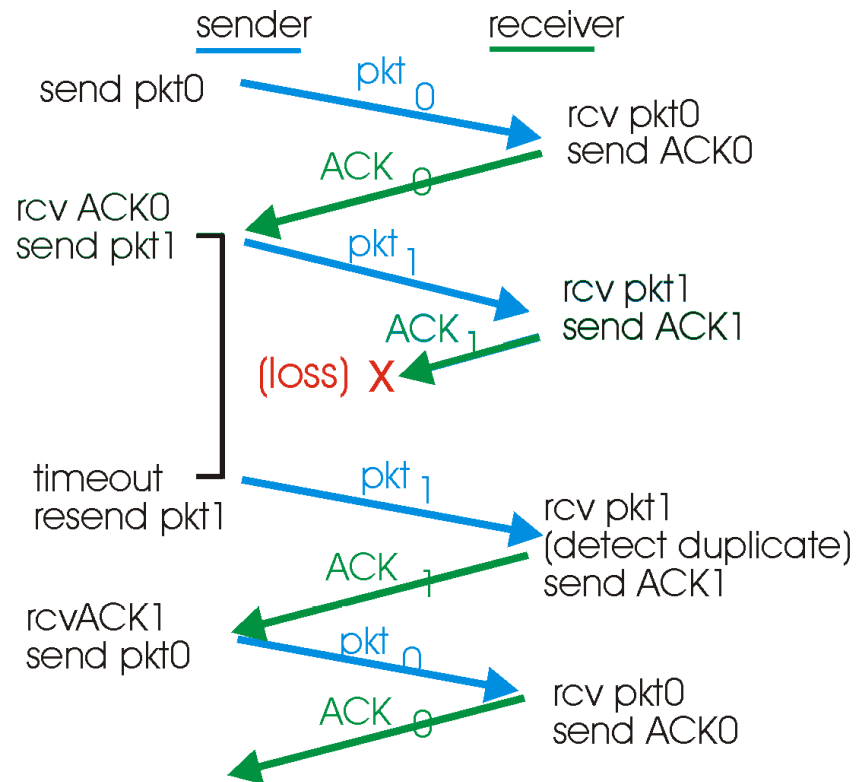 sender
receiver
send pkt0
pkt 0
rcv pkt0
send ACK0
ACK 0
rcv ACK0
send pkt1
pkt 1
rcv pkt1
send ACK1
ACK 1
(loss) X
timeout
resend pkt1
pkt 1
rcv pkt1
(detect duplicate)
send ACK1
ACK 1
rcvACK1
send pkt0
pkt 0
rcv pkt0
send ACK0
ACK 0